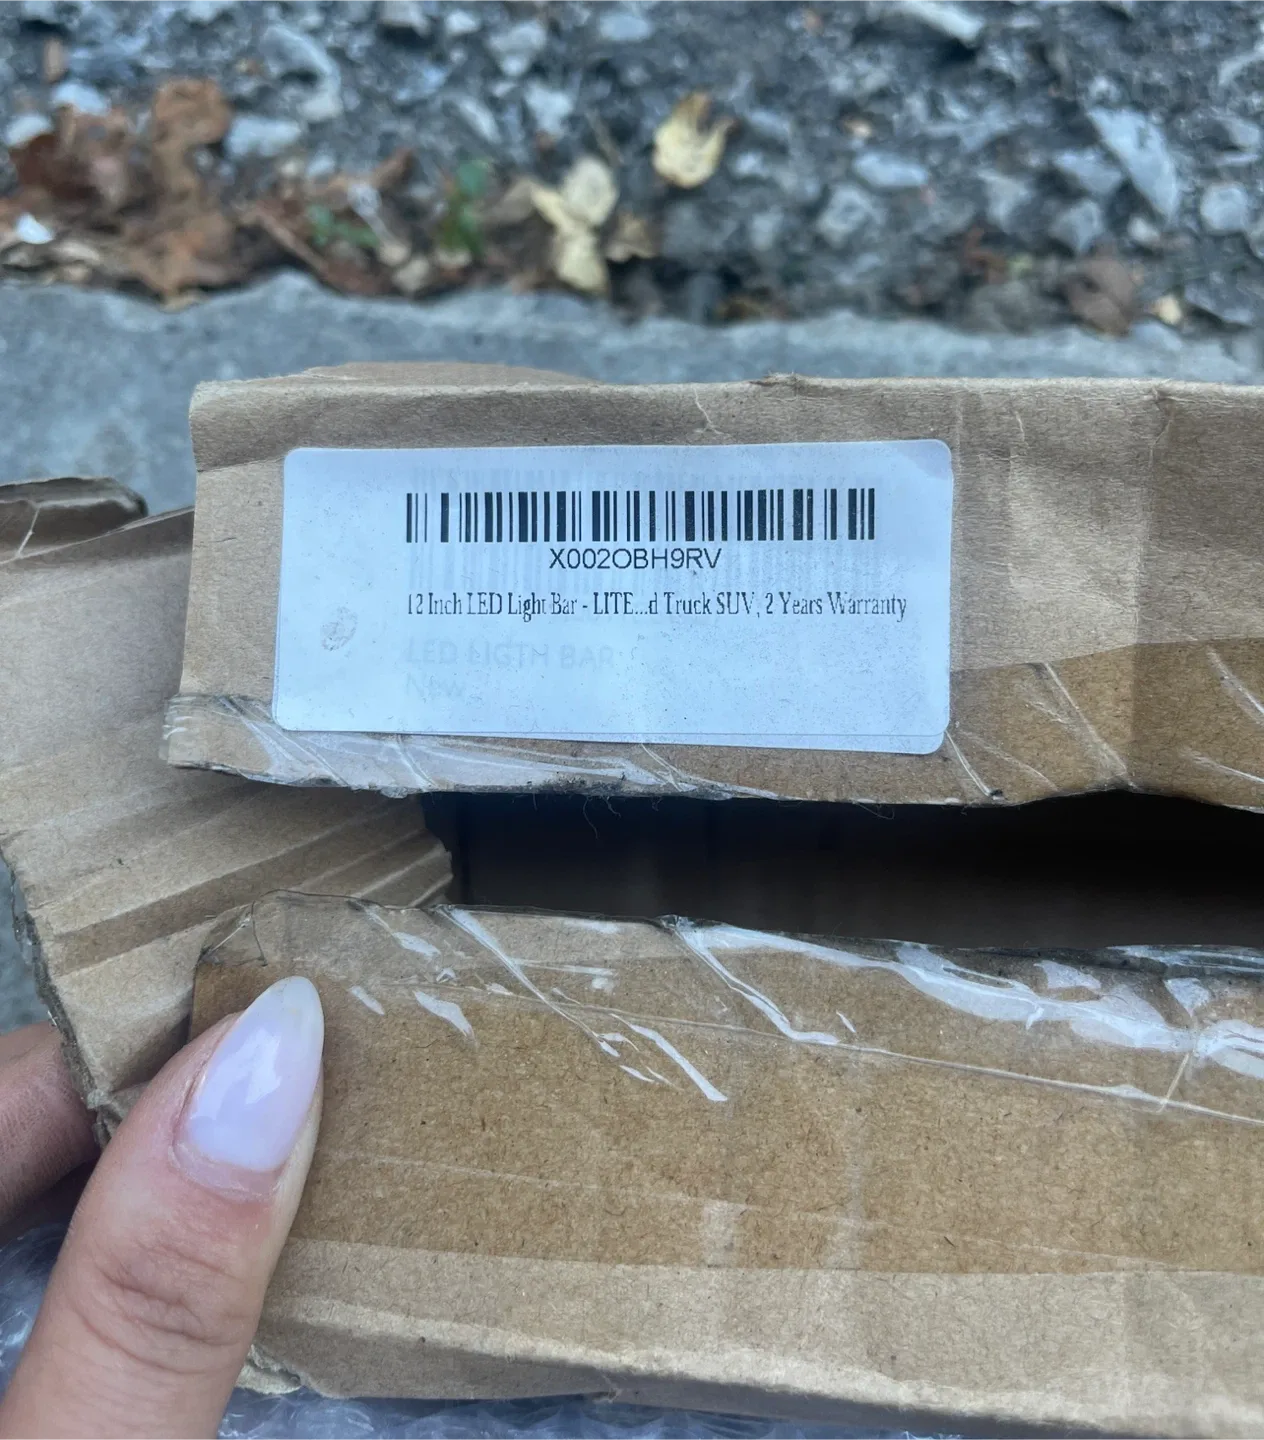 X002OBH9RV
12 Inch LED Light Bar - LITE...d Truck SUV, 2 Years Warranty
LED LIGTH BAR
New